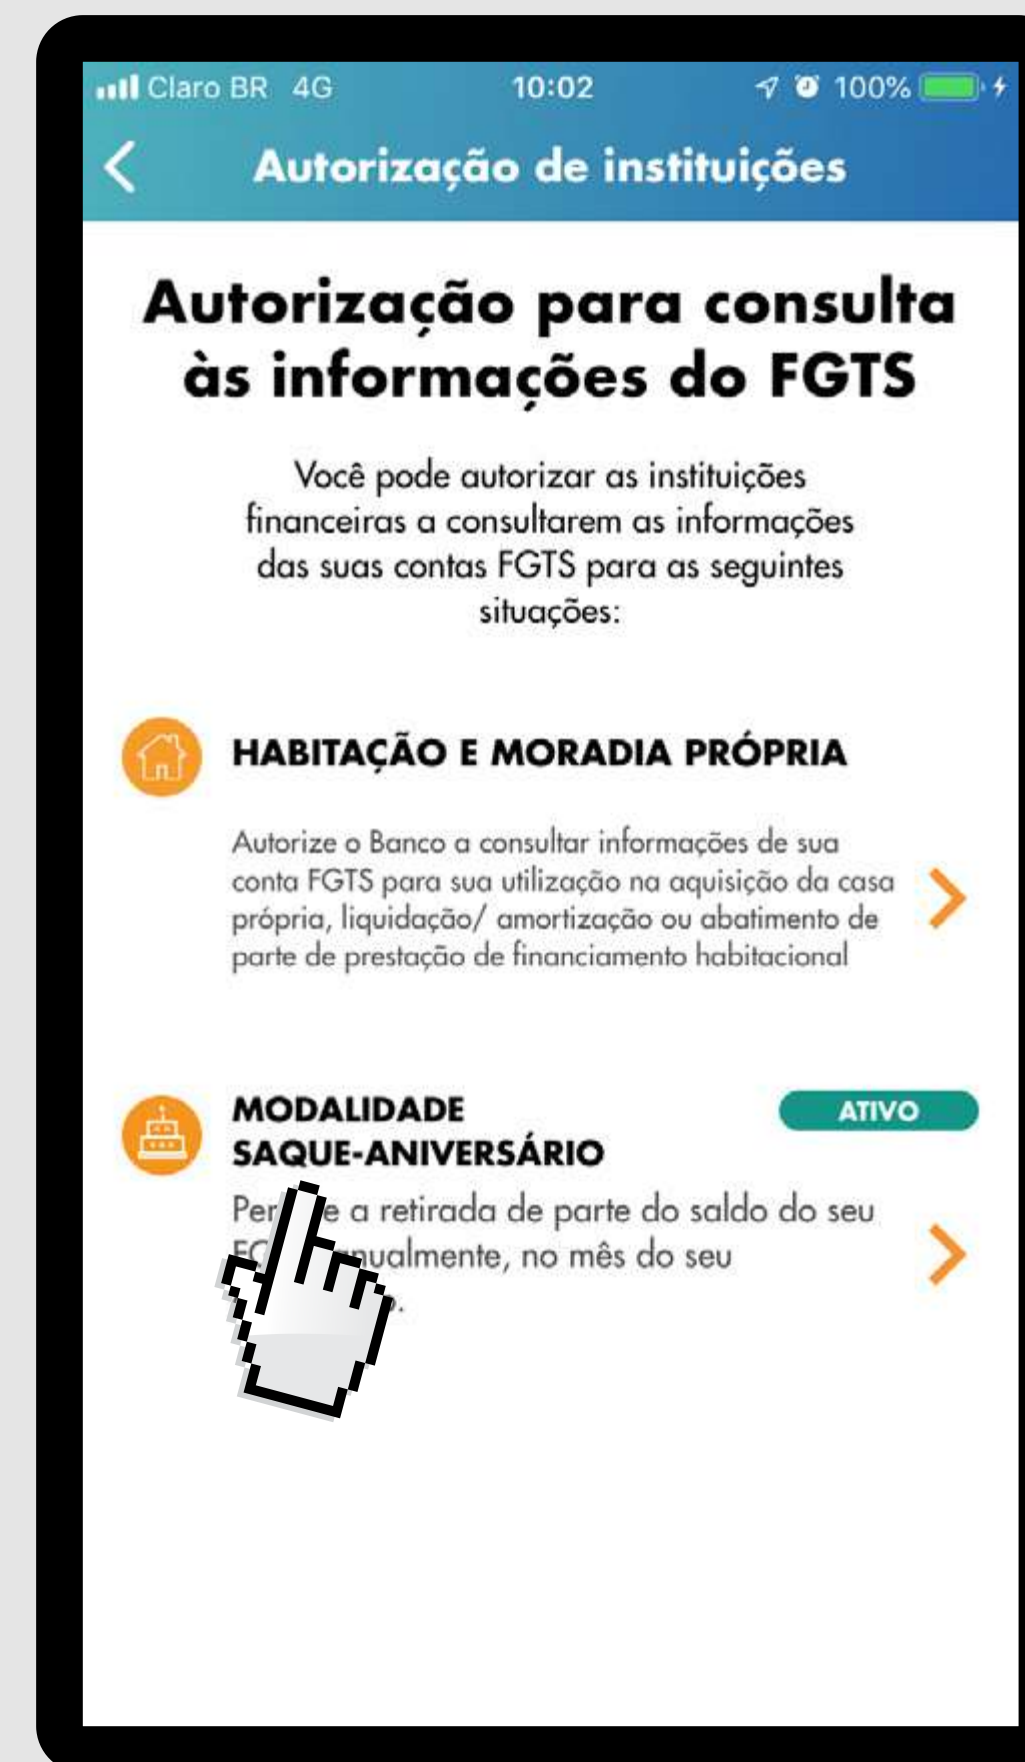 Claro BR 4G 10:02 100%
Autorização de instituições
Autorização para consulta
às informações do FGTS
Você pode autorizar as instituições
financeiras a consultarem as informações
das suas contas FGTS para as seguintes
situações:
HABITAÇÃO E MORADIA PRÓPRIA
Autorize o Banco a consultar informações de sua
conta FGTS para sua utilização na aquisição da casa
própria, liquidação/ amortização ou abatimento de
parte de prestação de financiamento habitacional
MODALIDADE
ATIVO
SAQUE-ANIVERSÁRIO
a retirada de parte do saldo do seu
anualmente, no mês do seu